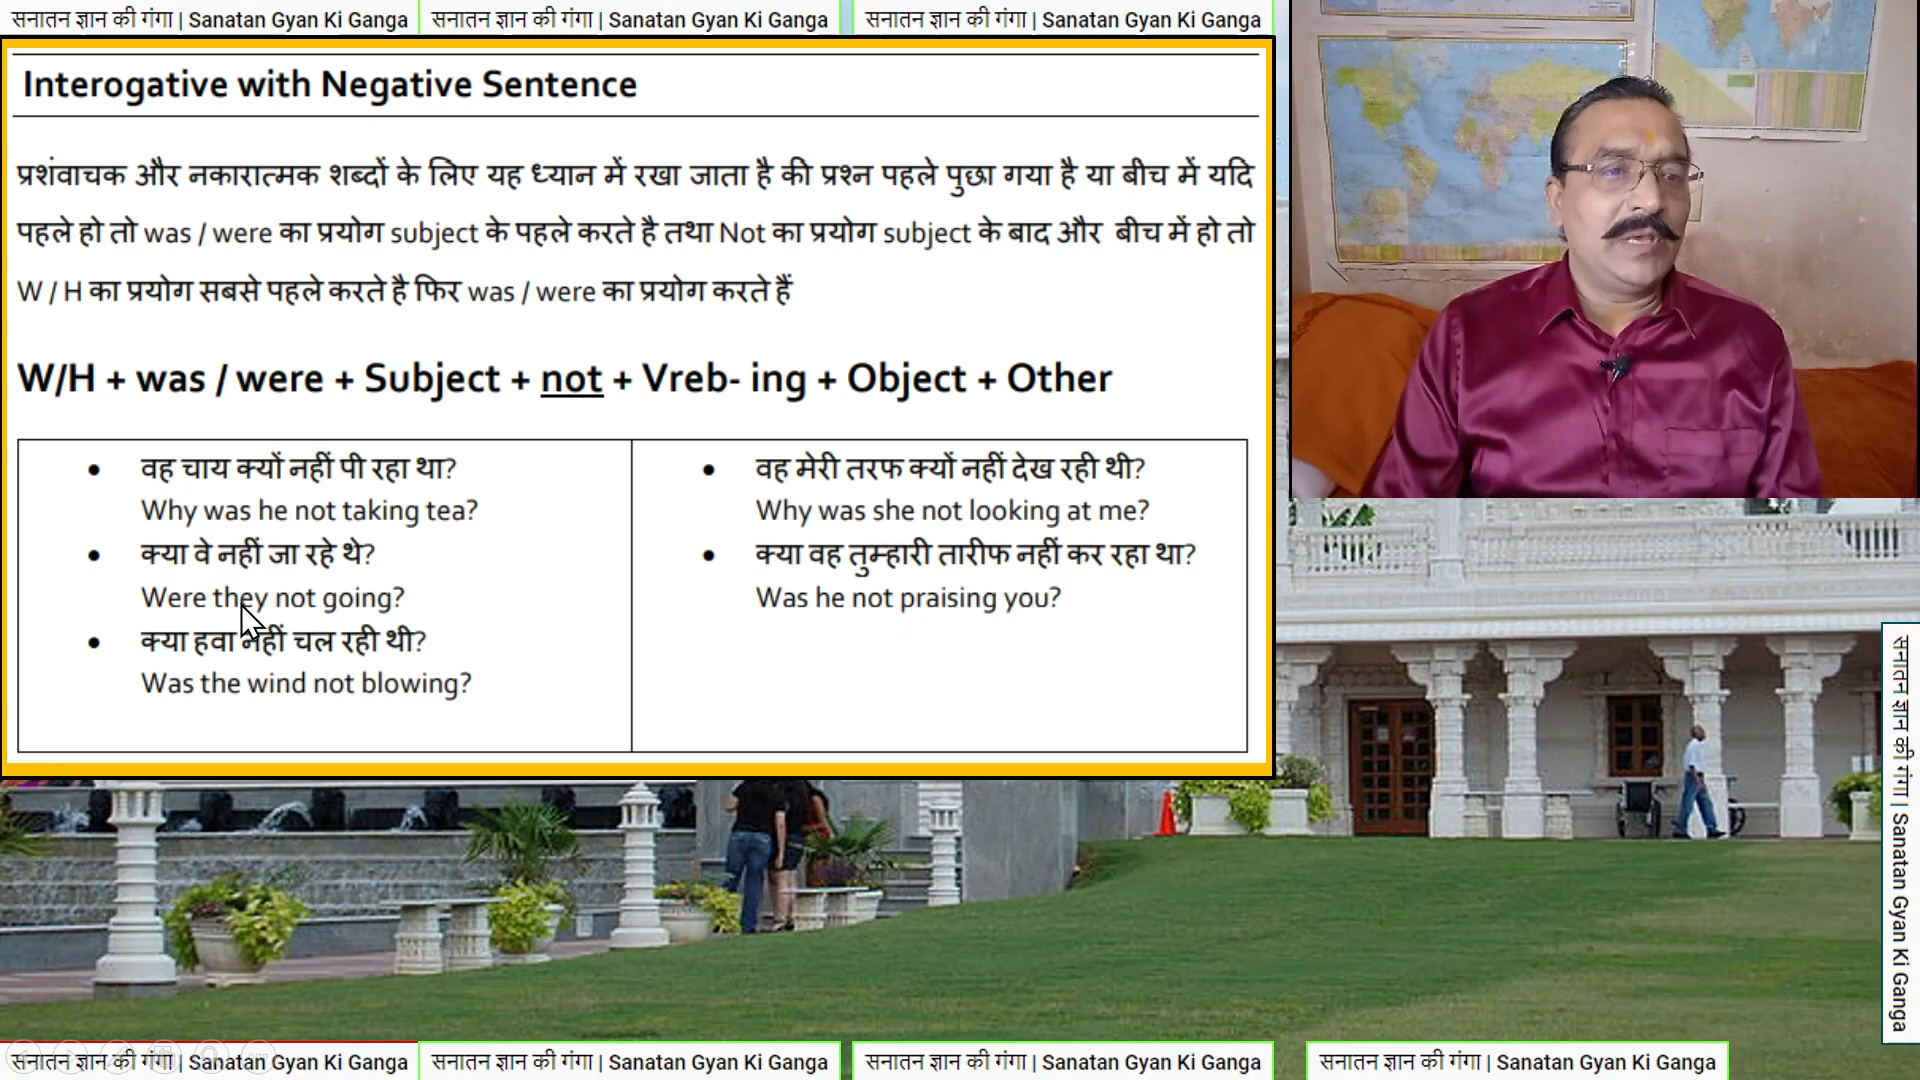 सनातन ज्ञान की गंगा | Sanatan Gyan Ki Ganga
सनातन ज्ञान की गंगा | Sanatan Gyan Ki Ganga
सनातन ज्ञान की गंगा | Sanatan Gyan Ki Ganga
Interogative with Negative Sentence
प्रशंवाचक और नकारात्मक शब्दों के लिए यह ध्यान में रखा जाता है की प्रश्न पहले पुछा गया है या बीच में यदि
पहले हो तो was / were का प्रयोग subject के पहले करते है तथा Not का प्रयोग subject के बाद और बीच में हो तो
W / H का प्रयोग सबसे पहले करते है फिर was / were का प्रयोग करते हैं
W/H + was / were + Subject + not + Vreb- ing + Object + Other
• वह चाय क्यों नहीं पी रहा था?
Why was he not taking tea?
• क्या वे नहीं जा रहे थे?
Were they not going?
• क्या हवा नहीं चल रही थी?
Was the wind not blowing?
• वह मेरी तरफ क्यों नहीं देख रही थी?
Why was she not looking at me?
• क्या वह तुम्हारी तारीफ नहीं कर रहा था?
Was he not praising you?
सनातन ज्ञान की गंगा | Sanatan Gyan Ki Ganga
सनातन ज्ञान की गंगा | Sanatan Gyan Ki Ganga
सनातन ज्ञान की गंगा | Sanatan Gyan Ki Ganga
सनातन ज्ञान की गंगा | Sanatan Gyan Ki Ganga
सनातन ज्ञान की गंगा | Sanatan Gyan Ki Ganga